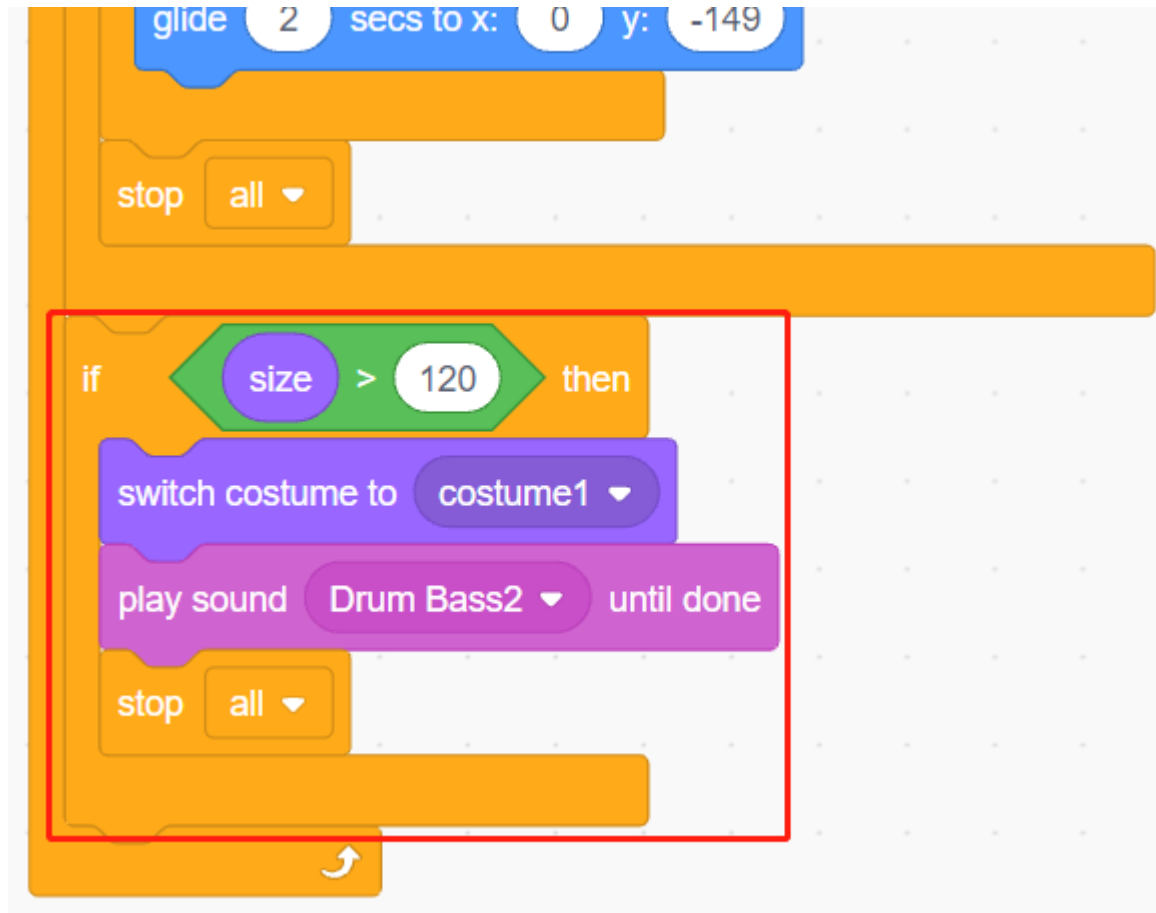 glide 2 secs to x: 0 y: -149
stop all
if size > 120 then
switch costume to costume1
play sound Drum Bass2 until done
stop all